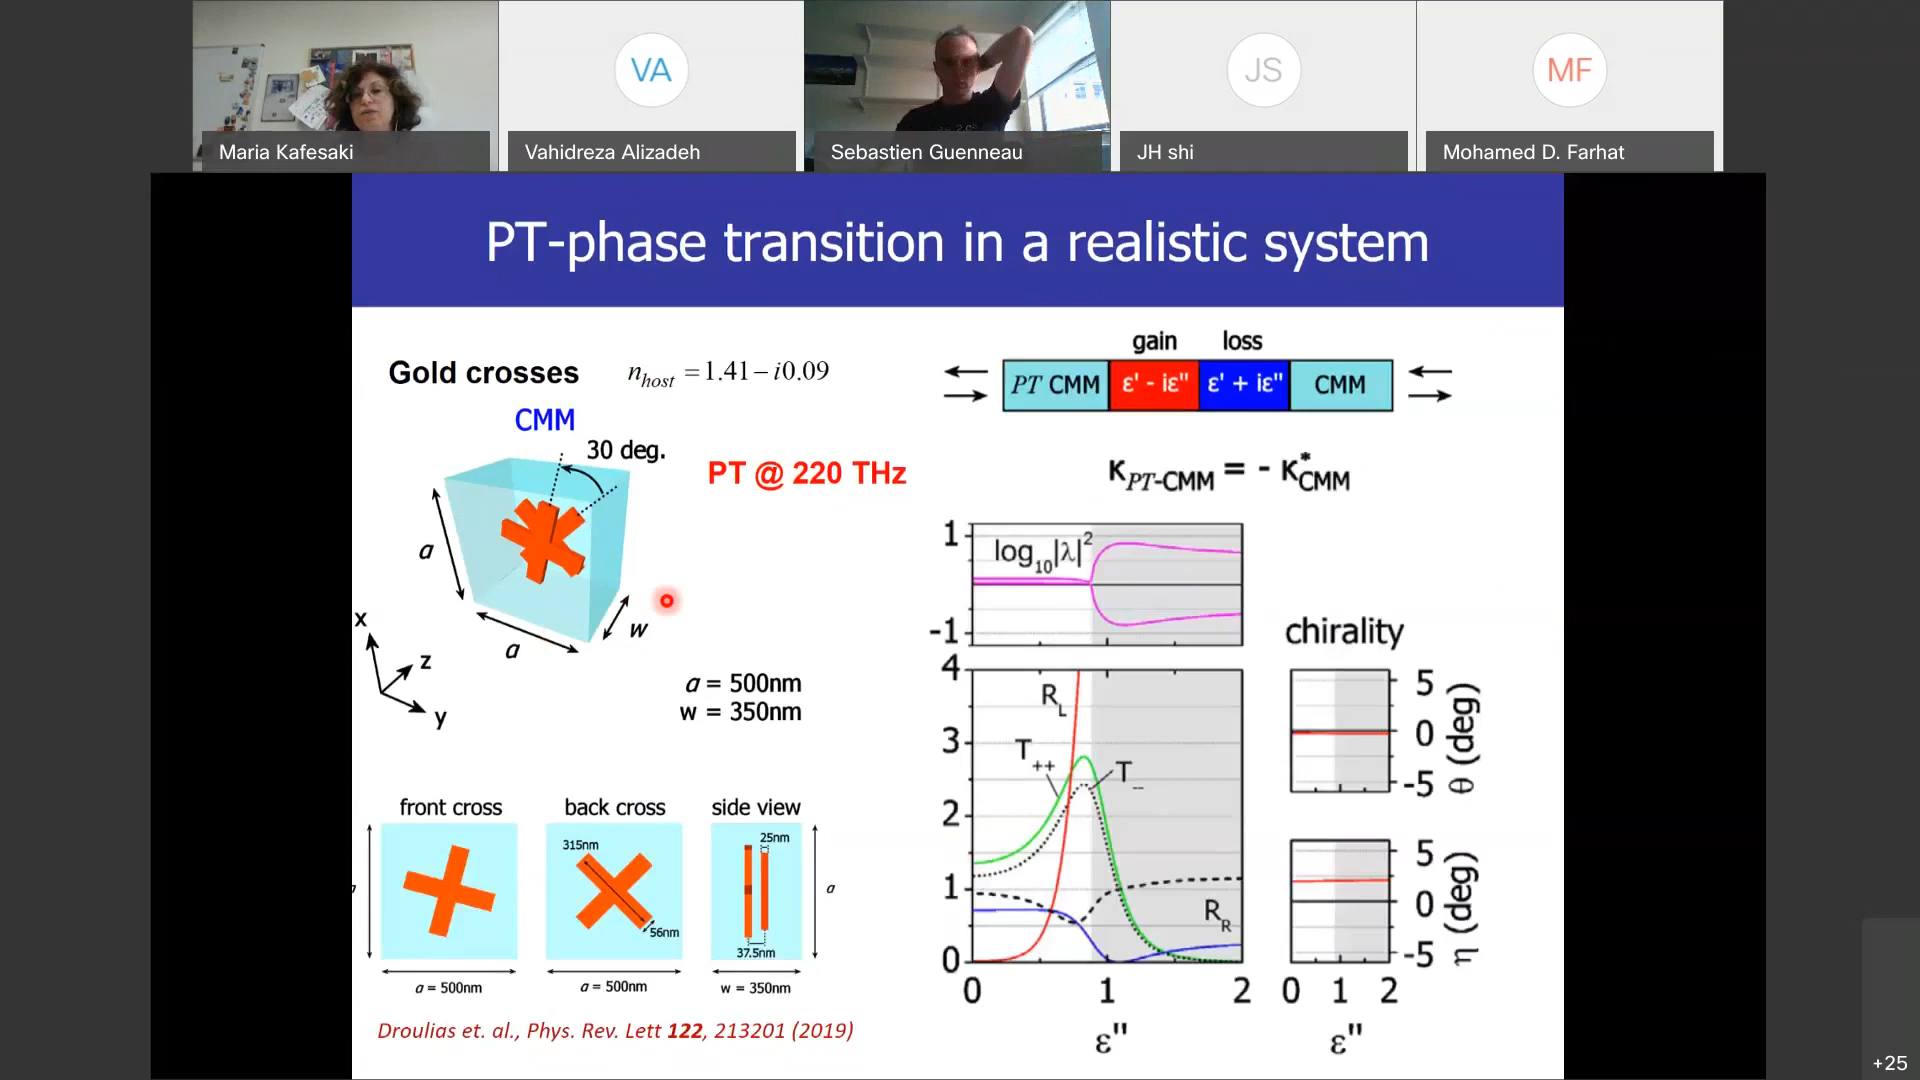 Maria Kafesaki
VA
Vahidreza Alizadeh
Sebastien Guenneau
JS
JH shi
MF
Mohamed D. Farhat
PT-phase transition in a realistic system
Gold crosses
n_host = 1.41 – i0.09
CMM
30 deg.
PT @ 220 THz
a
a
w
x
z
y
a = 500nm
w = 350nm
front cross
back cross
side view
315nm
56nm
25nm
37.5nm
a
a = 500nm
a = 500nm
w = 350nm
Droulias et. al., Phys. Rev. Lett 122, 213201 (2019)
gain
loss
PT CMM
ε' - iε"
ε' + iε"
CMM
κ_PT-CMM = - κ*_CMM
1
-1
log₁₀|λ|²
4
3
2
1
0
R_L
T_++
T_--
R_R
0 1 2
ε"
chirality
5
0
-5
θ (deg)
5
0
-5
η (deg)
0 1 2
ε"
+25